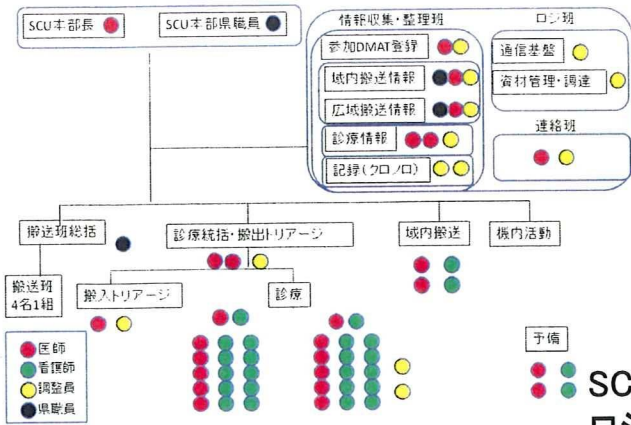 SCU本部長
SCU本部県職員
情報収集・整理班
参加DMAT登録
域内搬送情報
広域搬送情報
診療情報
記録(クロノロ)
ロジ班
通信基盤
資材管理・調達
連絡班
搬送班総括
診療統括・搬出トリアージ
域内搬送
機内活動
搬送班
4名1組
搬入トリアージ
診療
医師
看護師
調整員
県職員
予備
SC
ロジ